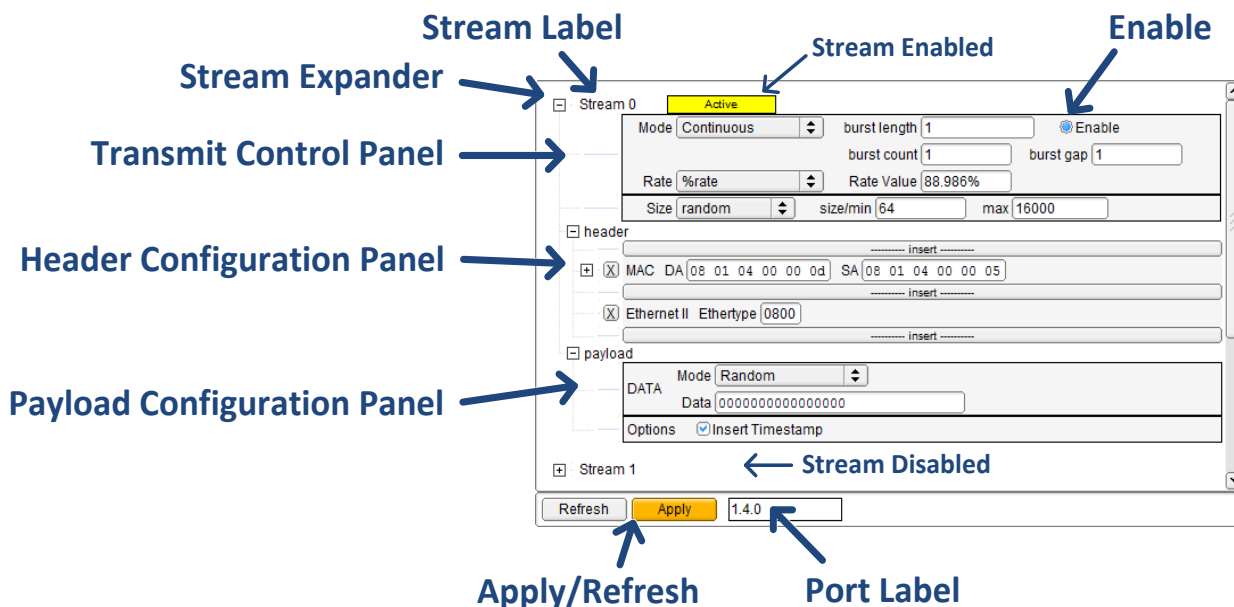 Stream Label
Enable
Stream Enabled
Stream Expander
Stream 0 Active
Mode Continuous burst length 1 Enable
Transmit Control Panel
burst count 1 burst gap 1
Rate %rate Rate Value 88.986%
Size random size/min 64 max 16000
header
---------- insert ----------
Header Configuration Panel
X MAC DA 08 01 04 00 00 0d SA 08 01 04 00 00 05
---------- insert ----------
X Ethernet II Ethertype 0800
---------- insert ----------
payload
Mode Random
DATA
Payload Configuration Panel
Data 0000000000000000
Options Insert Timestamp
Stream 1
Stream Disabled
Refresh Apply 1.4.0
Apply/Refresh
Port Label